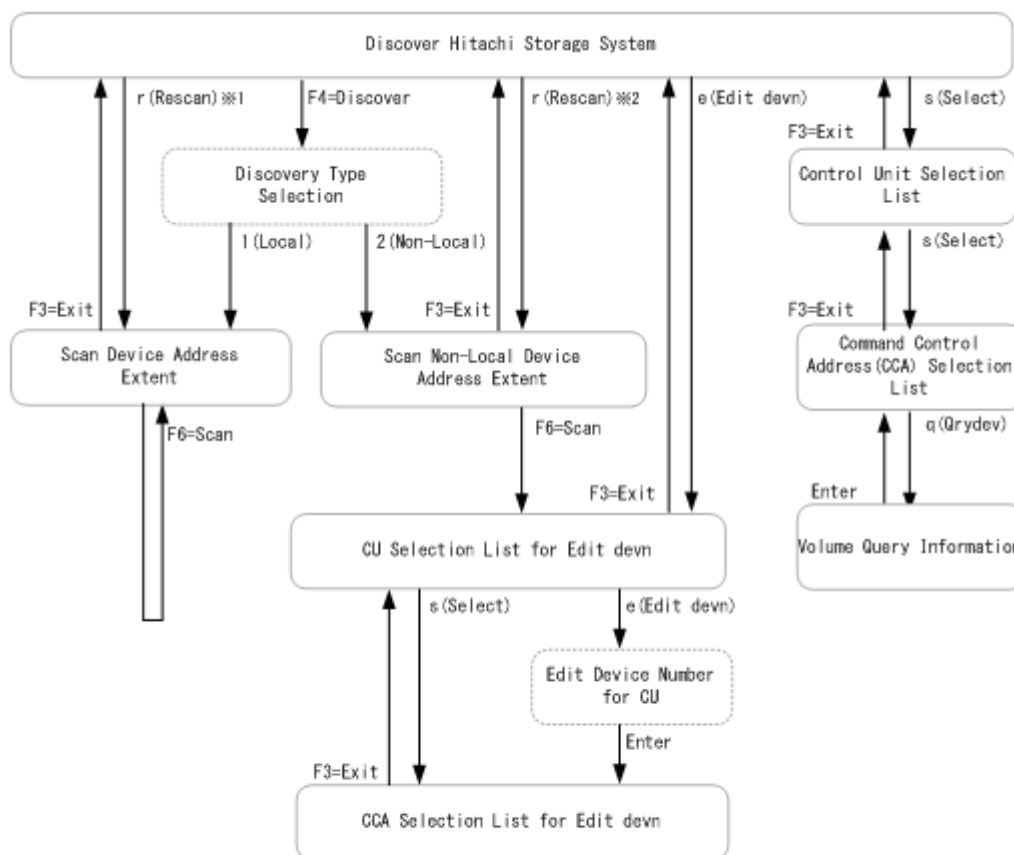 Discover Hitachi Storage System
r(Rescan)※1
F4=Discover
r(Rescan)※2
e(Edit devn)
s(Select)
F3=Exit
Discovery Type
Selection
Control Unit Selection
List
1(Local)
2(Non-Local)
s(Select)
F3=Exit
F3=Exit
F3=Exit
Scan Device Address
Extent
Scan Non-Local Device
Address Extent
Command Control
Address(CCA) Selection
List
F6=Scan
F6=Scan
q(Qrydev)
F3=Exit
Enter
CU Selection List for Edit devn
Volume Query Information
s(Select)
e(Edit devn)
Edit Device Number
for CU
Enter
F3=Exit
CCA Selection List for Edit devn